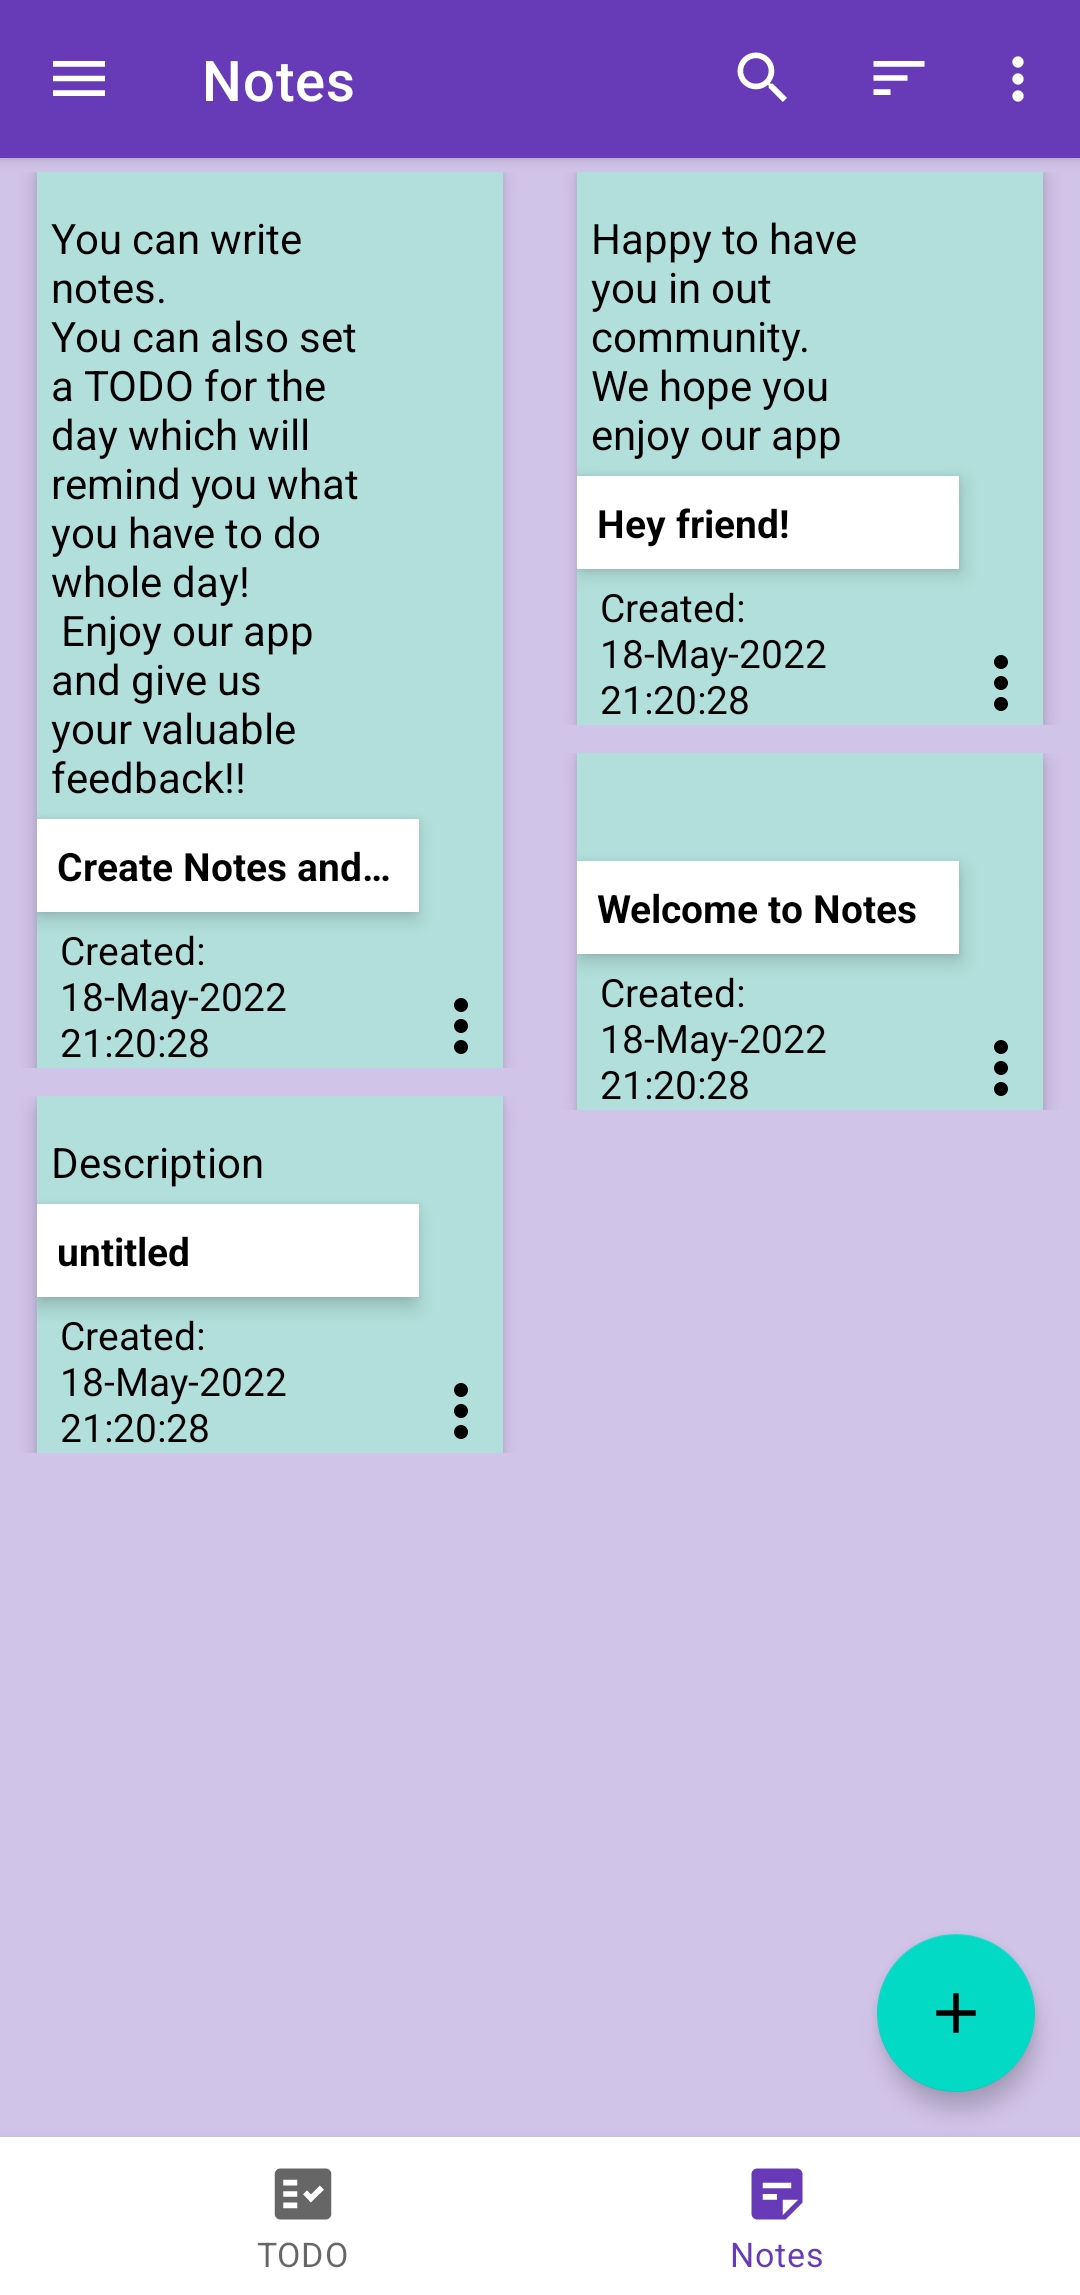 Notes
You can write
notes.
You can also set
a TODO for the
day which will
remind you what
you have to do
whole day!
Enjoy our app
and give us
your valuable
feedback!!
Create Notes and...
Created:
18-May-2022
21:20:28
Happy to have
you in out
community.
We hope you
enjoy our app
Hey friend!
Created:
18-May-2022
21:20:28
Welcome to Notes
Created:
18-May-2022
21:20:28
Description
untitled
Created:
18-May-2022
21:20:28
TODO
Notes